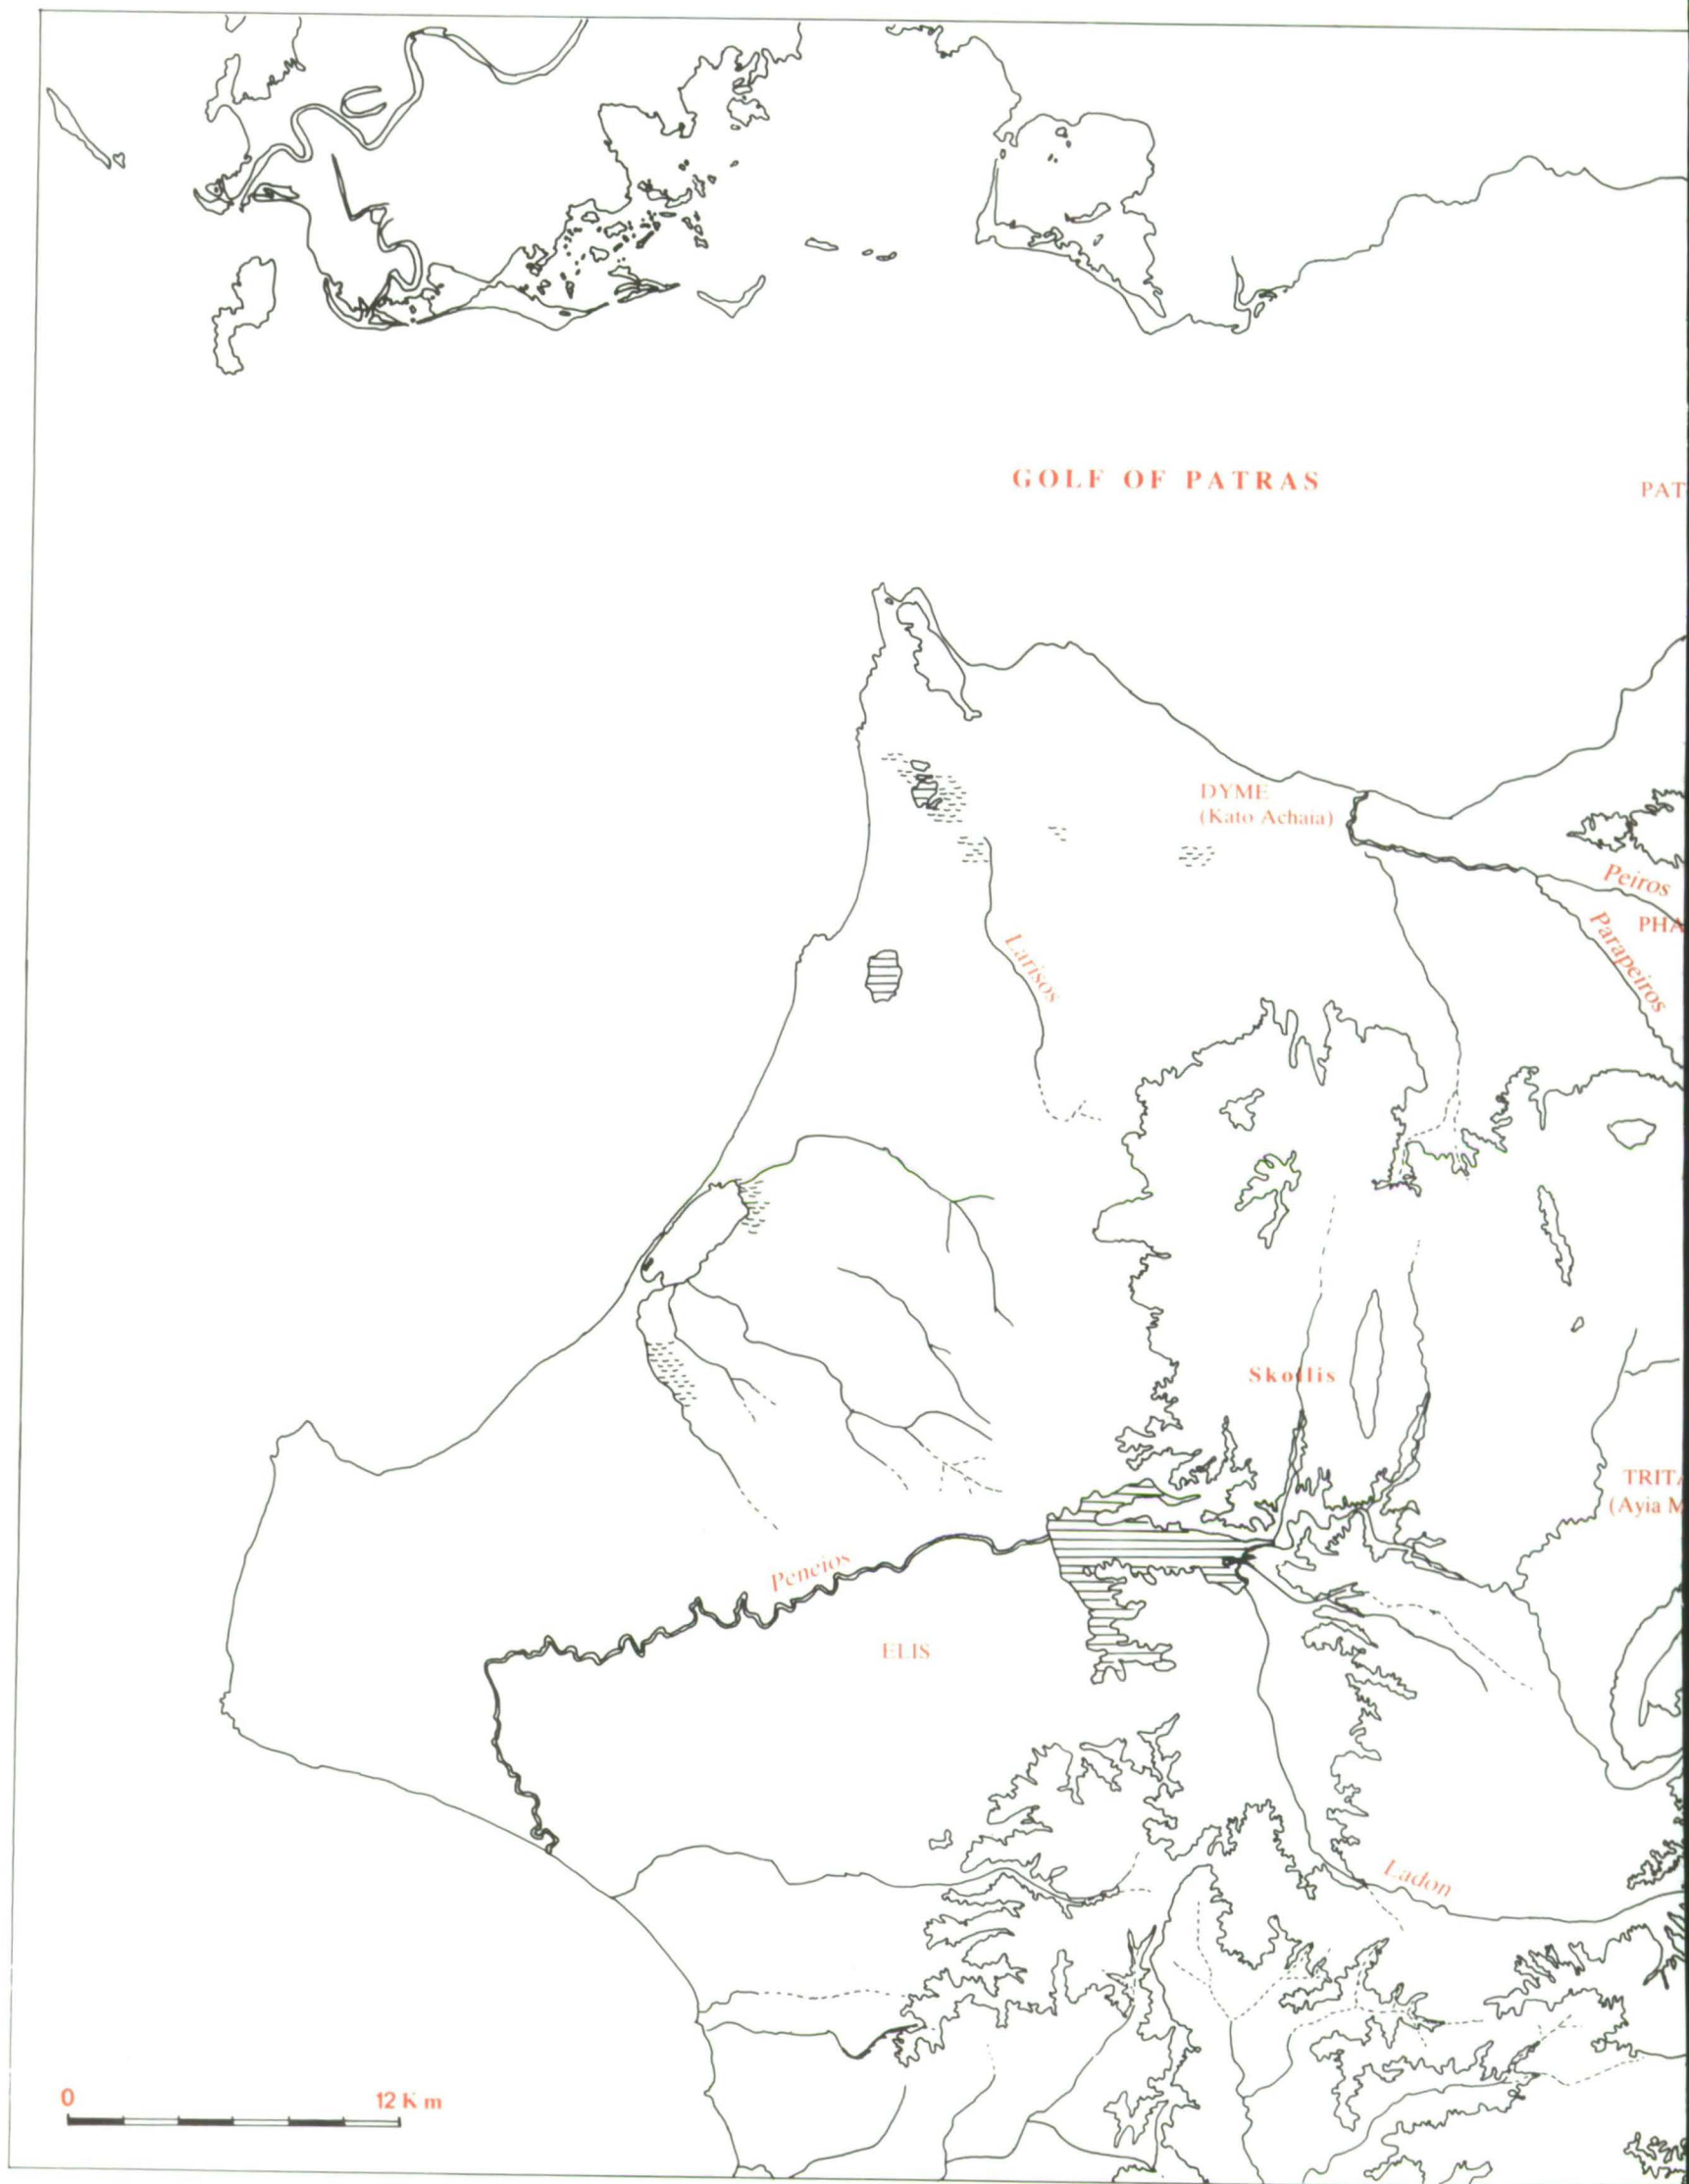 GOLF OF PATRAS
PAT
DYME
(Kato Achaia)
Peiros
PHA
Parapeiros
Larisos
Skollis
TRITA
(Ayia M
Peneios
ELIS
Ladon
0 12 Km